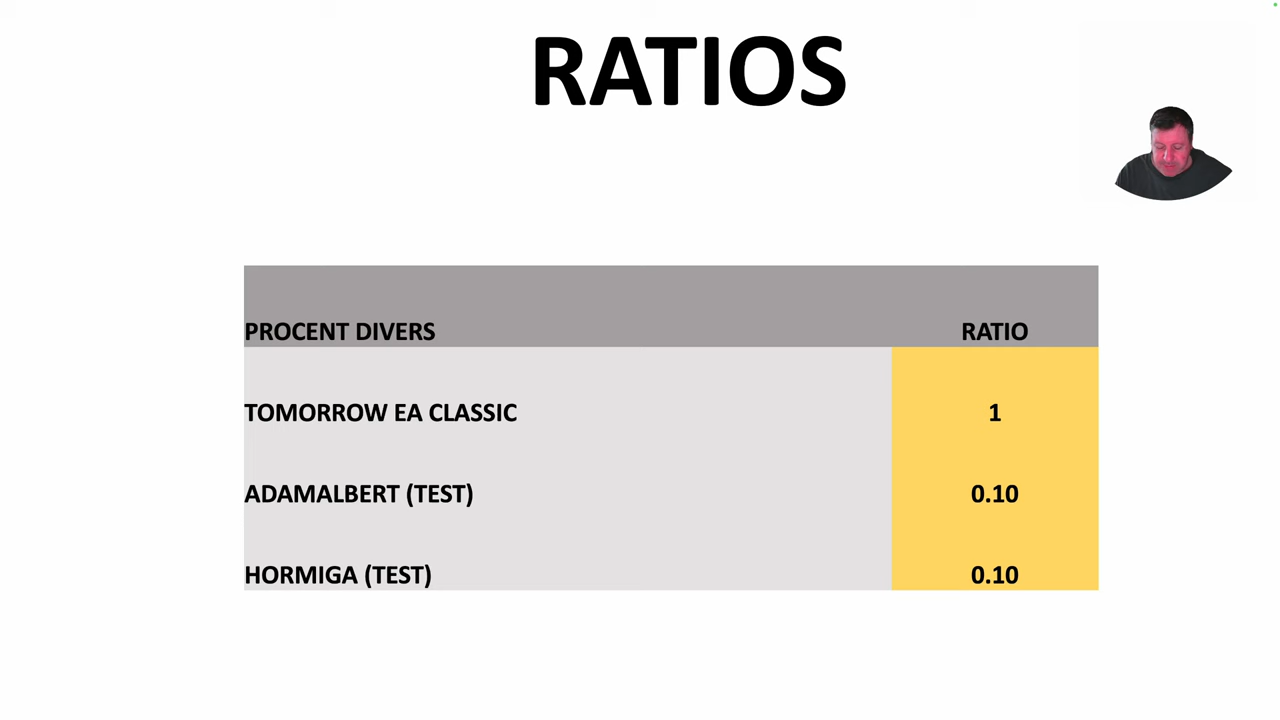 RATIOS
PROCENT DIVERS RATIO
TOMORROW EA CLASSIC 1
ADAMALBERT (TEST) 0.10
HORMIGA (TEST) 0.10